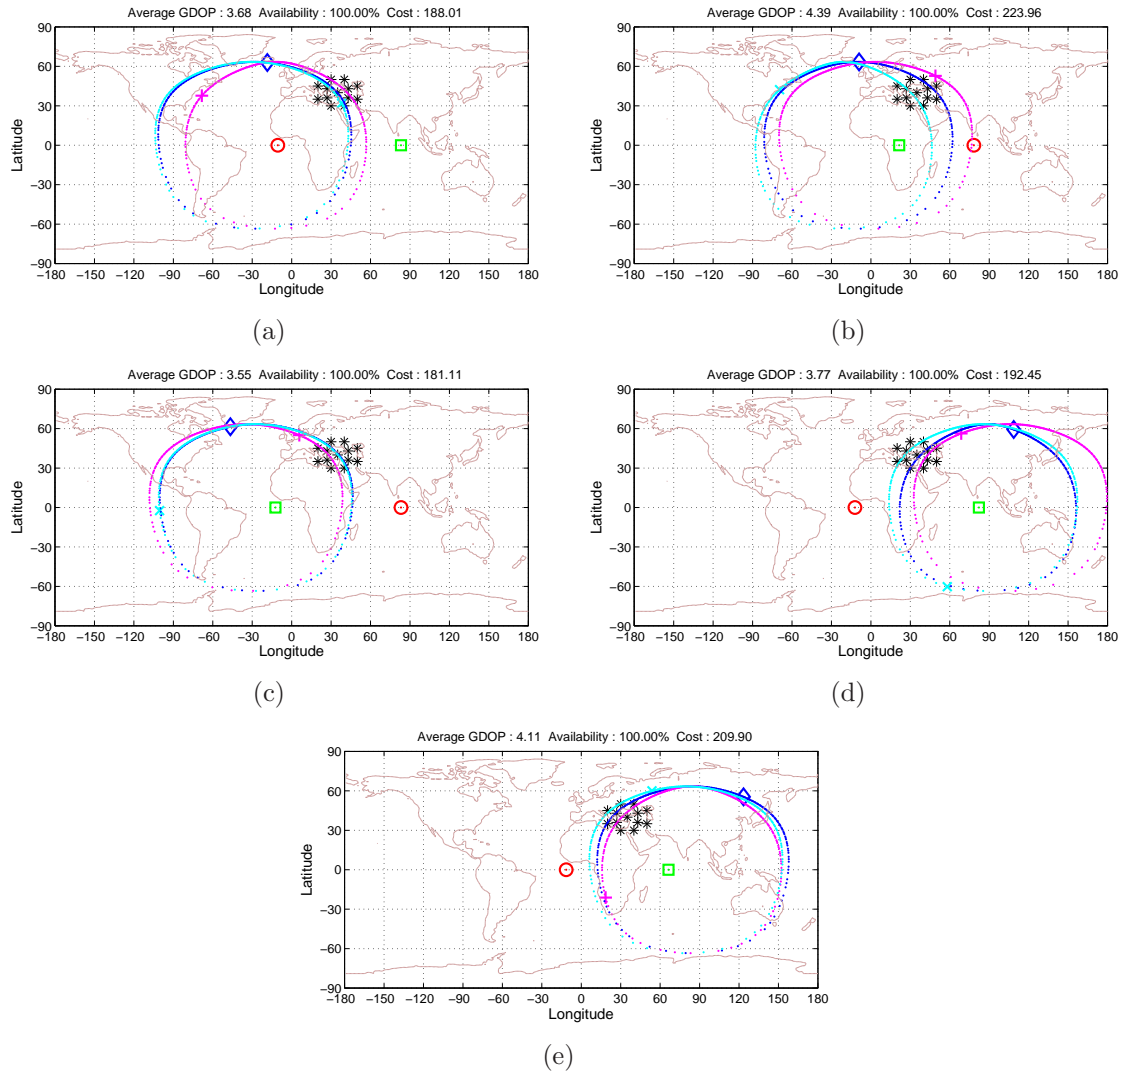 Average GDOP : 3.68 Availability : 100.00% Cost : 188.01
90
60
30
0
−30
−60
−90
Latitude
−180 −150 −120 −90 −60 −30 0 30 60 90 120 150 180
Longitude
(a)
Average GDOP : 4.39 Availability : 100.00% Cost : 223.96
90
60
30
0
−30
−60
−90
Latitude
−180 −150 −120 −90 −60 −30 0 30 60 90 120 150 180
Longitude
(b)
Average GDOP : 3.55 Availability : 100.00% Cost : 181.11
90
60
30
0
−30
−60
−90
Latitude
−180 −150 −120 −90 −60 −30 0 30 60 90 120 150 180
Longitude
(c)
Average GDOP : 3.77 Availability : 100.00% Cost : 192.45
90
60
30
0
−30
−60
−90
Latitude
−180 −150 −120 −90 −60 −30 0 30 60 90 120 150 180
Longitude
(d)
Average GDOP : 4.11 Availability : 100.00% Cost : 209.90
90
60
30
0
−30
−60
−90
Latitude
−180 −150 −120 −90 −60 −30 0 30 60 90 120 150 180
Longitude
(e)